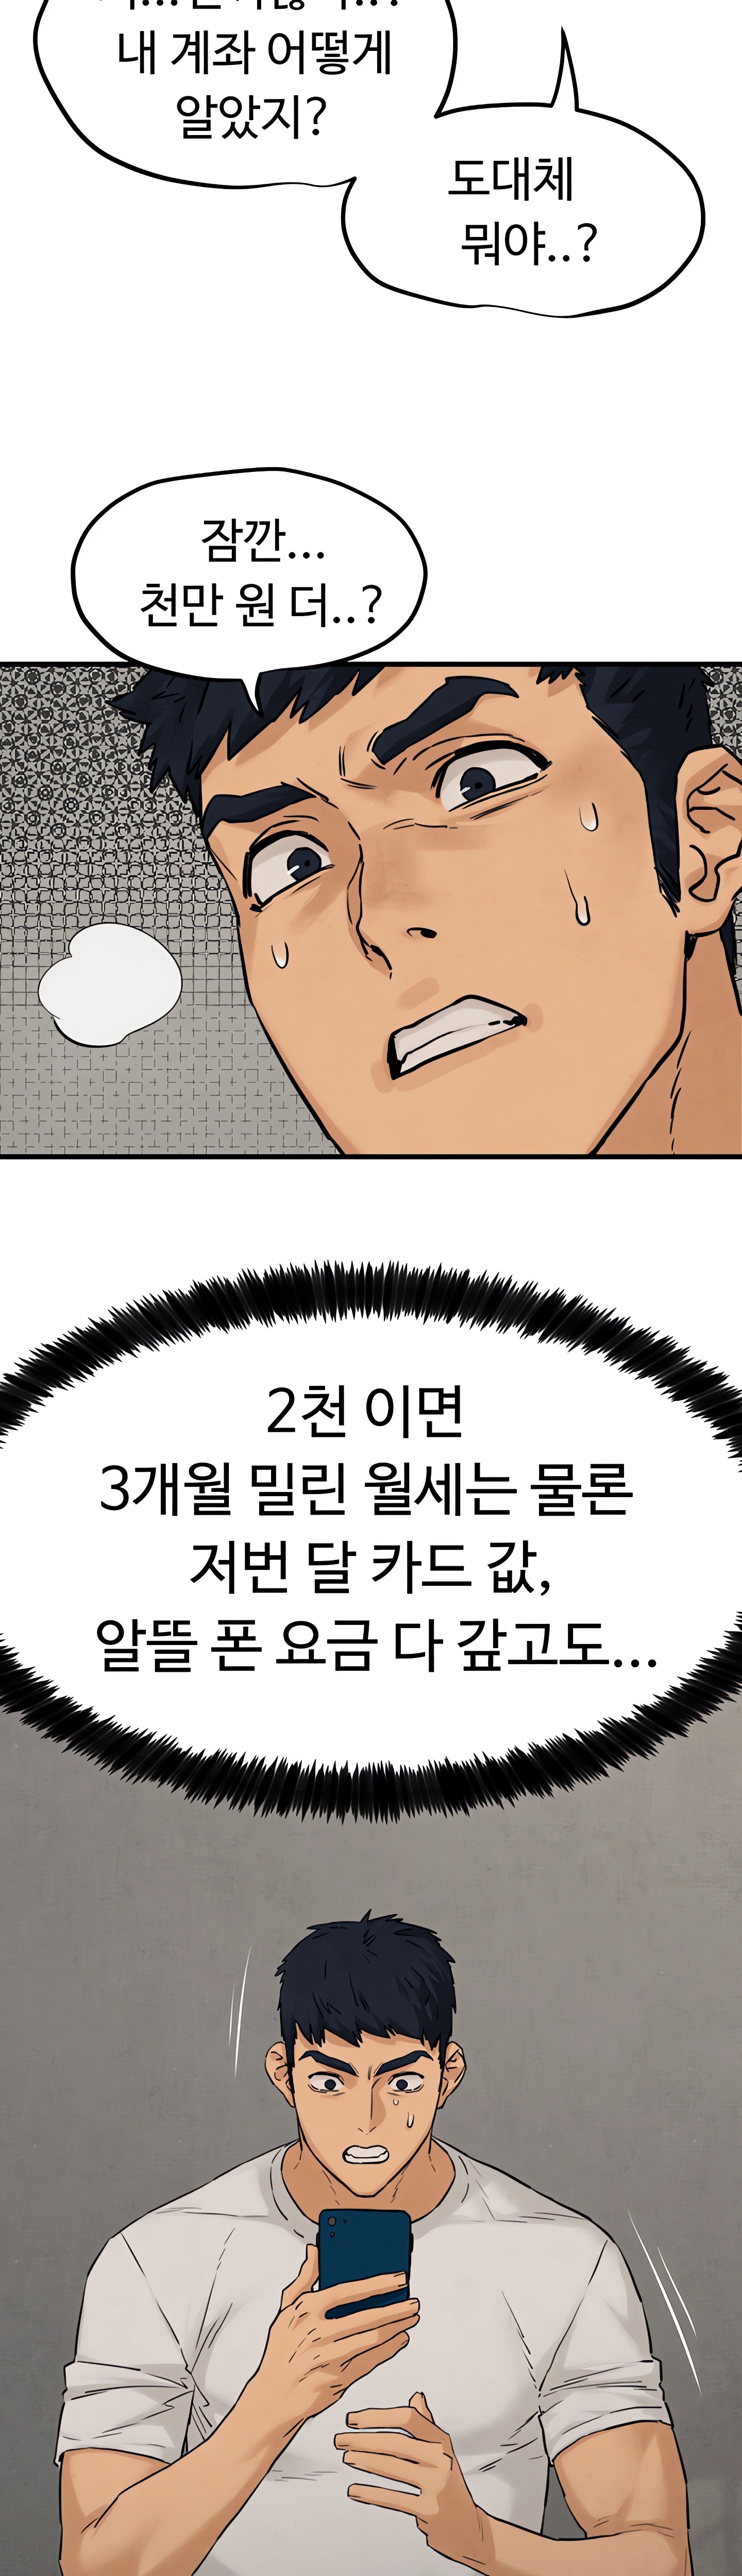 내 계좌 어떻게
알았지?
도대체
뭐야..?
잠깐...
천만 원 더..?
2천 이면
3개월 밀린 월세는 물론
저번 달 카드 값,
알뜰 폰 요금 다 갚고도...